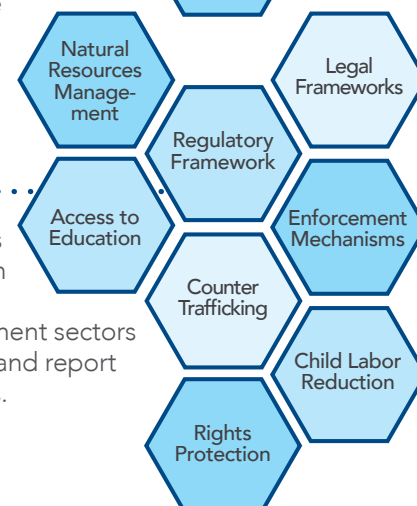 Natural
Resources
Manage-
ment
Legal
Frameworks
Regulatory
Framework
Access to
Education
Enforcement
Mechanisms
Counter
Trafficking
ment sectors
and report
Child Labor
Reduction
Rights
Protection